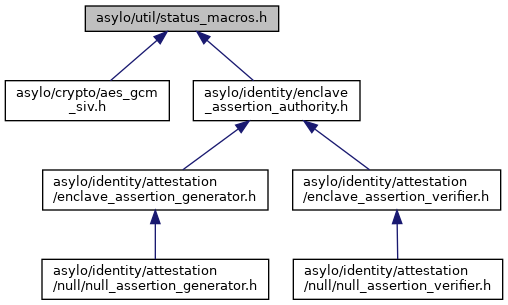 asylo/util/status_macros.h
asylo/crypto/aes_gcm
_siv.h
asylo/identity/enclave
_assertion_authority.h
asylo/identity/attestation
/enclave_assertion_generator.h
asylo/identity/attestation
/enclave_assertion_verifier.h
asylo/identity/attestation
/null/null_assertion_generator.h
asylo/identity/attestation
/null/null_assertion_verifier.h